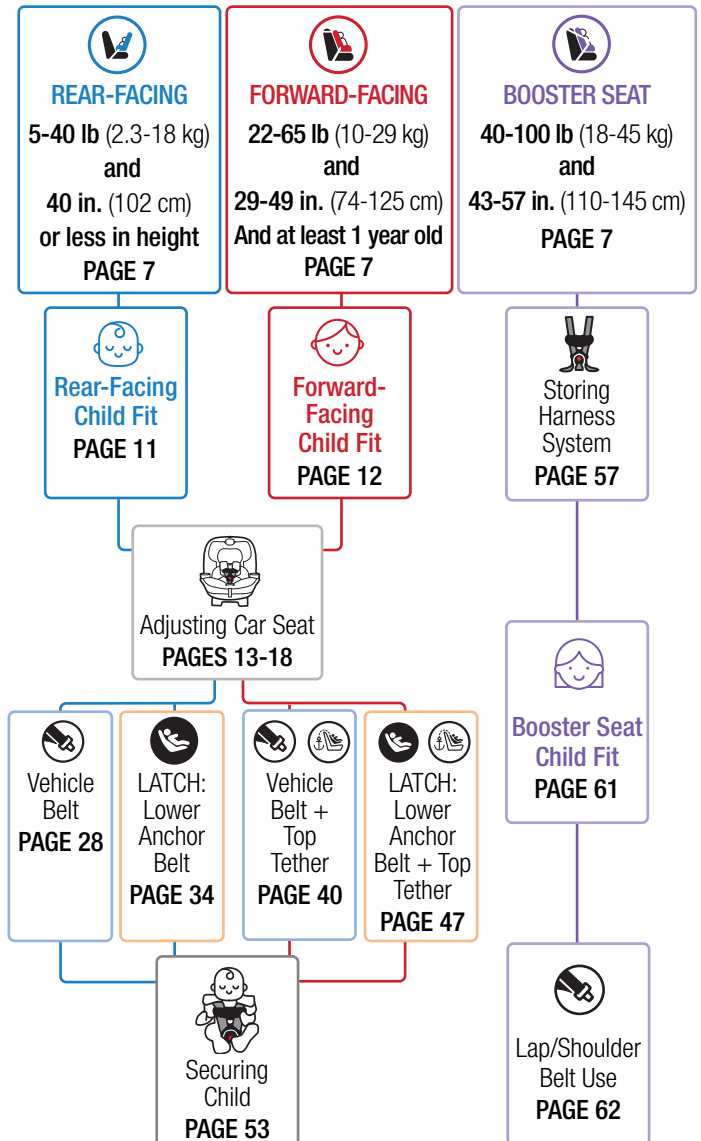 REAR-FACING
5-40 lb (2.3-18 kg)
and
40 in. (102 cm)
or less in height
PAGE 7
FORWARD-FACING
22-65 lb (10-29 kg)
and
29-49 in. (74-125 cm)
And at least 1 year old
PAGE 7
BOOSTER SEAT
40-100 lb (18-45 kg)
and
43-57 in. (110-145 cm)
PAGE 7
Rear-Facing
Child Fit
PAGE 11
Forward-
Facing
Child Fit
PAGE 12
Storing
Harness
System
PAGE 57
Adjusting Car Seat
PAGES 13-18
Vehicle
Belt
PAGE 28
LATCH:
Lower
Anchor
Belt
PAGE 34
Vehicle
Belt +
Top
Tether
PAGE 40
LATCH:
Lower
Anchor
Belt + Top
Tether
PAGE 47
Booster Seat
Child Fit
PAGE 61
Securing
Child
PAGE 53
Lap/Shoulder
Belt Use
PAGE 62